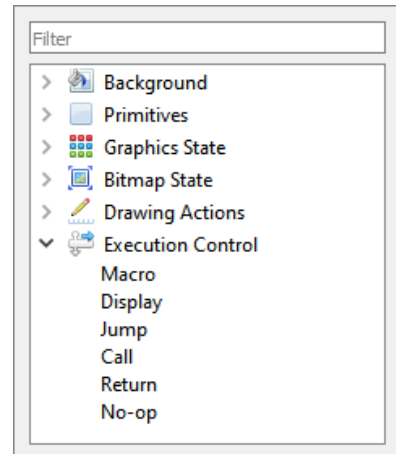 Filter
Background
Primitives
Graphics State
Bitmap State
Drawing Actions
Execution Control
Macro
Display
Jump
Call
Return
No-op